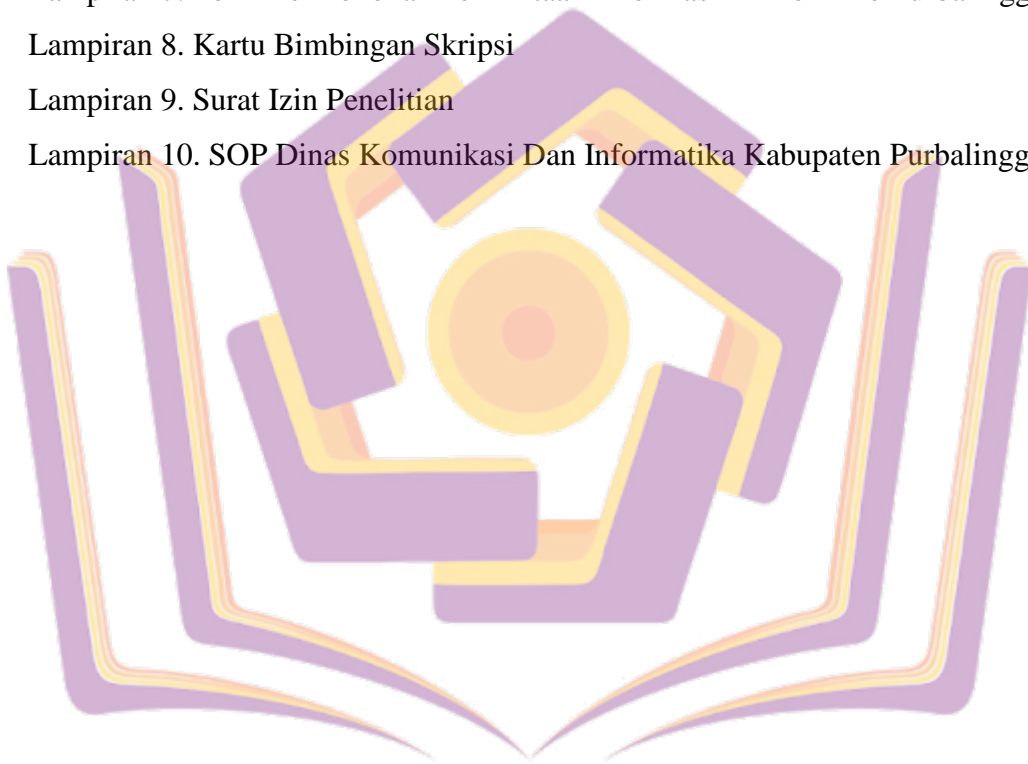 Lampiran 8. Kartu Bimbingan Skripsi
Lampiran 9. Surat Izin Penelitian
Lampiran 10. SOP Dinas Komunikasi Dan Informatika Kabupaten Purbalingg